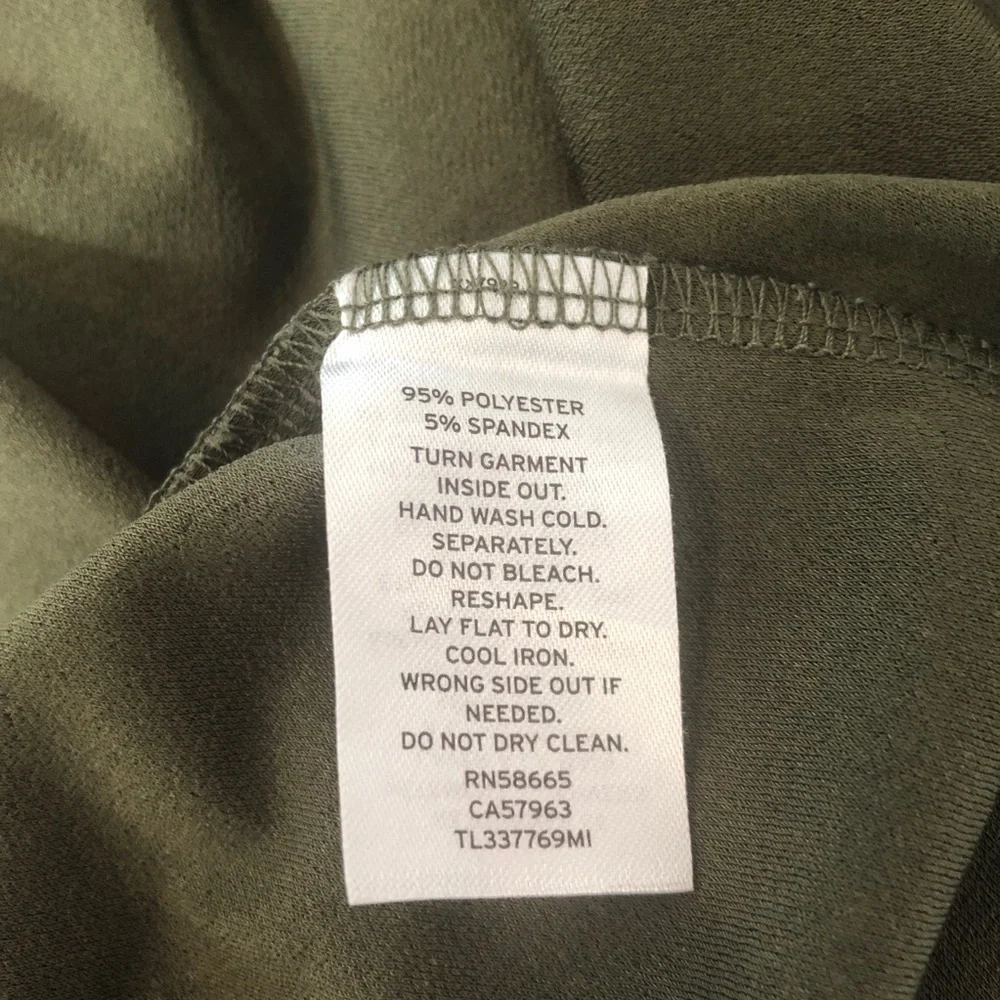 95% POLYESTER
5% SPANDEX
TURN GARMENT
INSIDE OUT.
HAND WASH COLD.
SEPARATELY.
DO NOT BLEACH.
RESHAPE.
LAY FLAT TO DRY.
COOL IRON.
WRONG SIDE OUT IF
NEEDED.
DO NOT DRY CLEAN.
RN58665
CA57963
TL337769MI